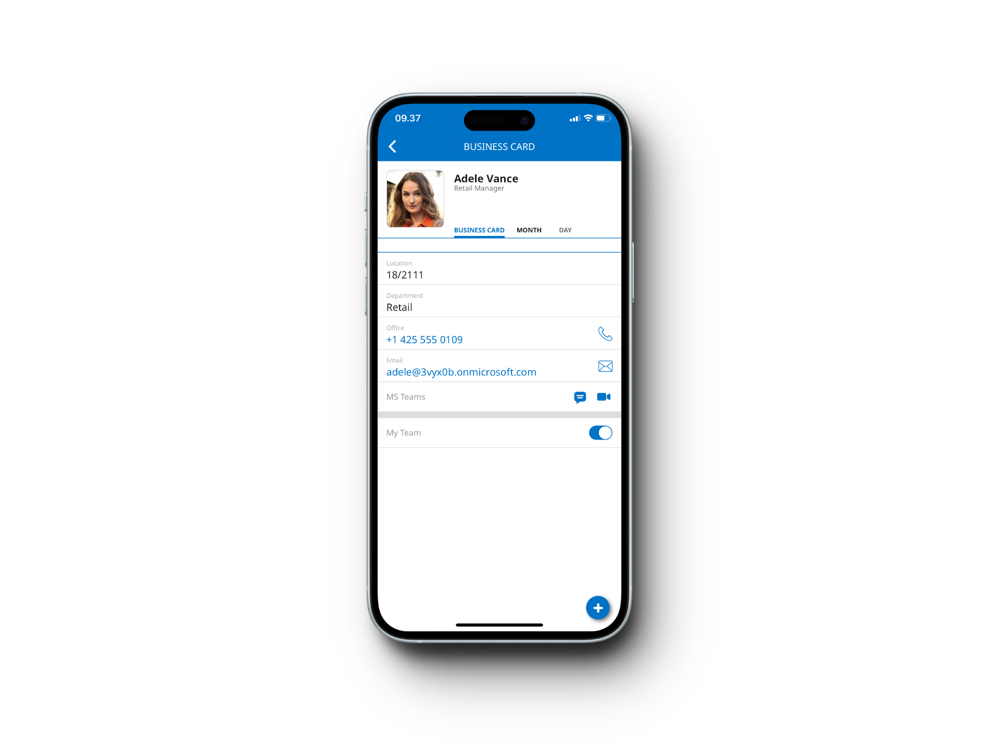 09.37
BUSINESS CARD
Adele Vance
Retail Manager
BUSINESS CARD MONTH DAY
Location
18/2111
Department
Retail
Office
+1 425 555 0109
Email
adele@3vyx0b.onmicrosoft.com
MS Teams
My Team